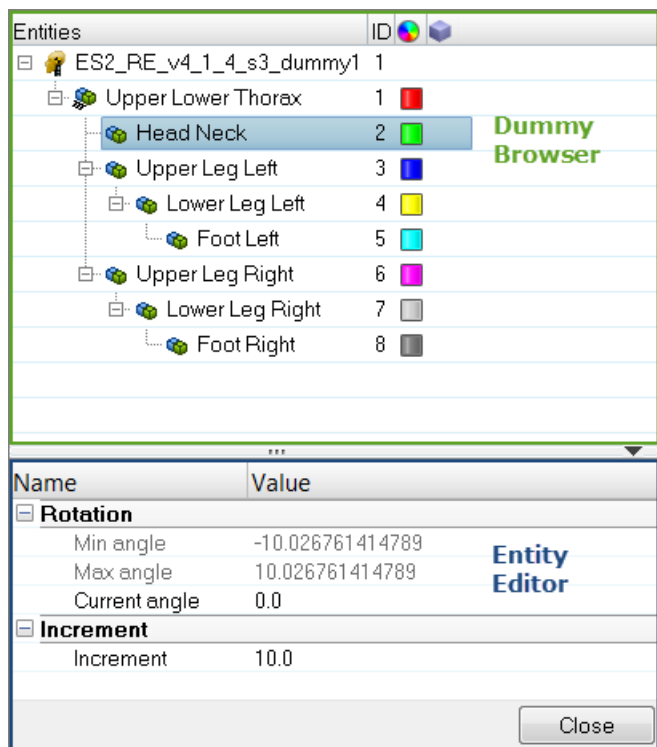 Entities ID
ES2_RE_v4_1_4_s3_dummy1 1
Upper Lower Thorax 1
Head Neck 2
Dummy
Browser
Upper Leg Left 3
Lower Leg Left 4
Foot Left 5
Upper Leg Right 6
Lower Leg Right 7
Foot Right 8
Name Value
Rotation
Min angle -10.026761414789
Max angle 10.026761414789
Entity
Editor
Current angle 0.0
Increment
Increment 10.0
Close